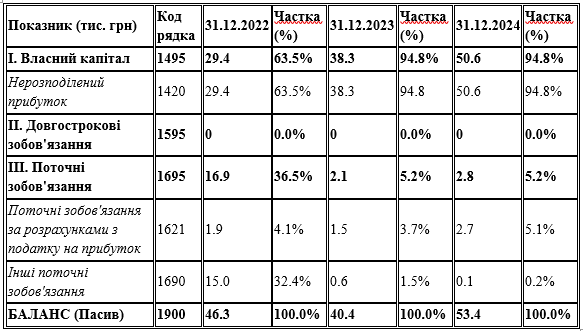 Показник (тис. грн) Код рядка 31.12.2022 Частка (%) 31.12.2023 Частка (%) 31.12.2024 Частка (%)
I. Власний капітал 1495 29.4 63.5% 38.3 94.8% 50.6 94.8%
Нерозподілений прибуток 1420 29.4 63.5% 38.3 94.8 50.6 94.8%
II. Довгострокові зобов'язання 1595 0 0.0% 0 0.0% 0 0.0%
III. Поточні зобов'язання 1695 16.9 36.5% 2.1 5.2% 2.8 5.2%
Поточні зобов'язання за розрахунками з податку на прибуток 1621 1.9 4.1% 1.5 3.7% 2.7 5.1%
Інші поточні зобов'язання 1690 15.0 32.4% 0.6 1.5% 0.1 0.2%
БАЛАНС (Пасив) 1900 46.3 100.0% 40.4 100.0% 53.4 100.0%